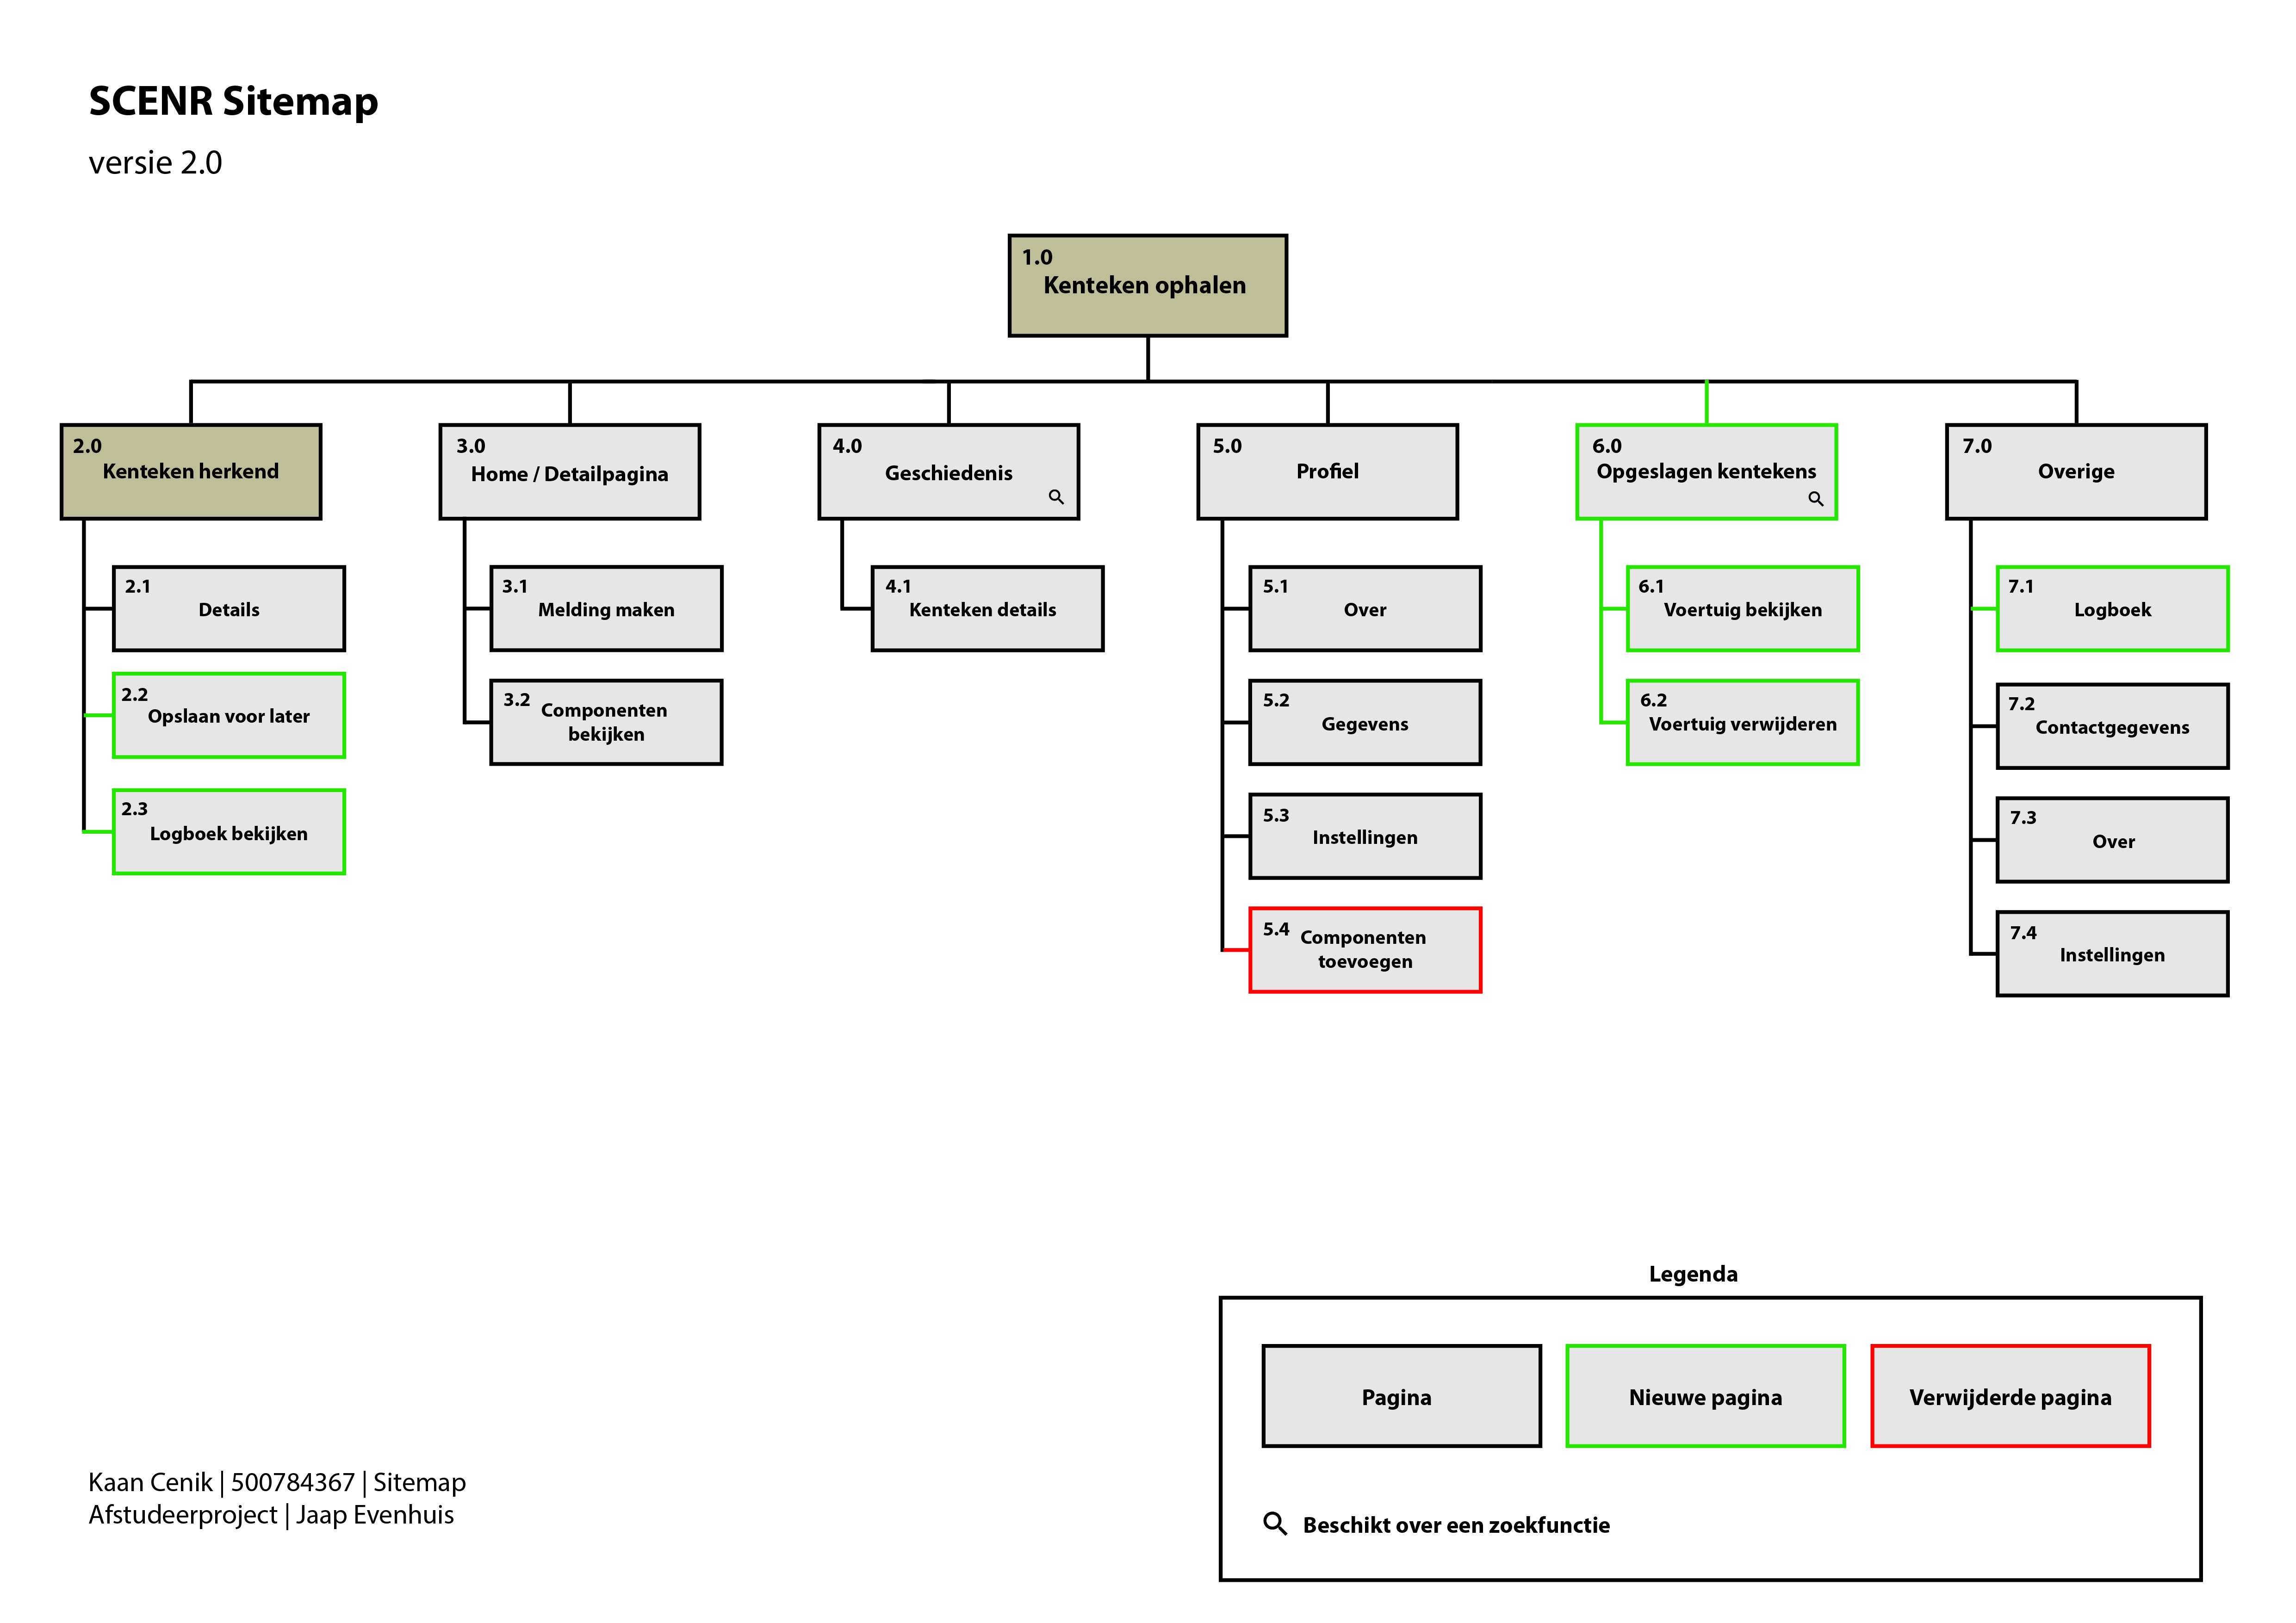 SCENR Sitemap
versie 2.0
1.0
Kenteken ophalen
2.0
Kenteken herkend
2.1
Details
2.2
Opslaan voor later
2.3
Logboek bekijken
3.0
Home / Detailpagina
3.1
Melding maken
3.2
Componenten
bekijken
4.0
Geschiedenis
4.1
Kenteken details
5.0
Profiel
5.1
Over
5.2
Gegevens
5.3
Instellingen
5.4
Componenten
toevoegen
6.0
Opgeslagen kentekens
6.1
Voertuig bekijken
6.2
Voertuig verwijderen
7.0
Overige
7.1
Logboek
7.2
Contactgegevens
7.3
Over
7.4
Instellingen
Legenda
Pagina
Nieuwe pagina
Verwijderde pagina
Beschikt over een zoekfunctie
Kaan Cenik | 500784367 | Sitemap
Afstudeerproject | Jaap Evenhuis